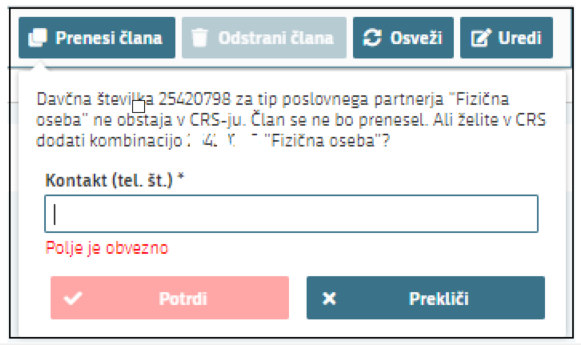 Prenesi člana Odstrani člana Osveži Uredi
Davčna številka 25420798 za tip poslovnega partnerja "Fizična
oseba" ne obstaja v CRS-ju. Član se ne bo prenesel. Ali želite v CRS
dodati kombinacijo "Fizična oseba"?
Kontakt (tel. št.) *
Polje je obvezno
Potrdi Prekliči